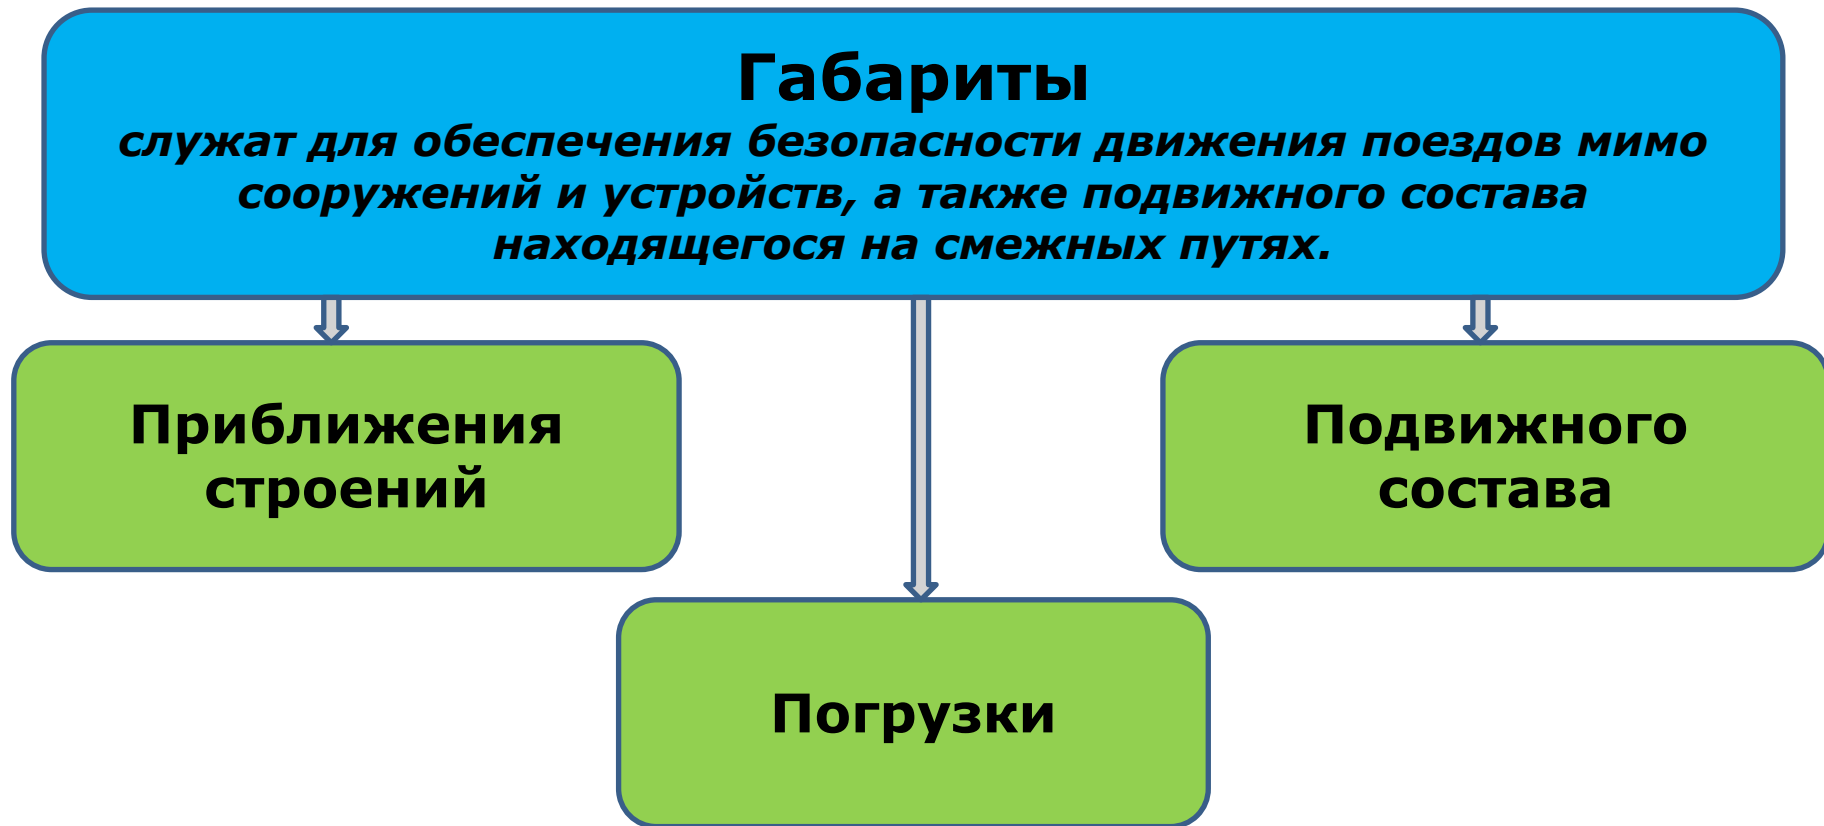 Габариты
служат для обеспечения безопасности движения поездов мимо
сооружений и устройств, а также подвижного состава
находящегося на смежных путях.
Приближения
строений
Подвижного
состава
Погрузки